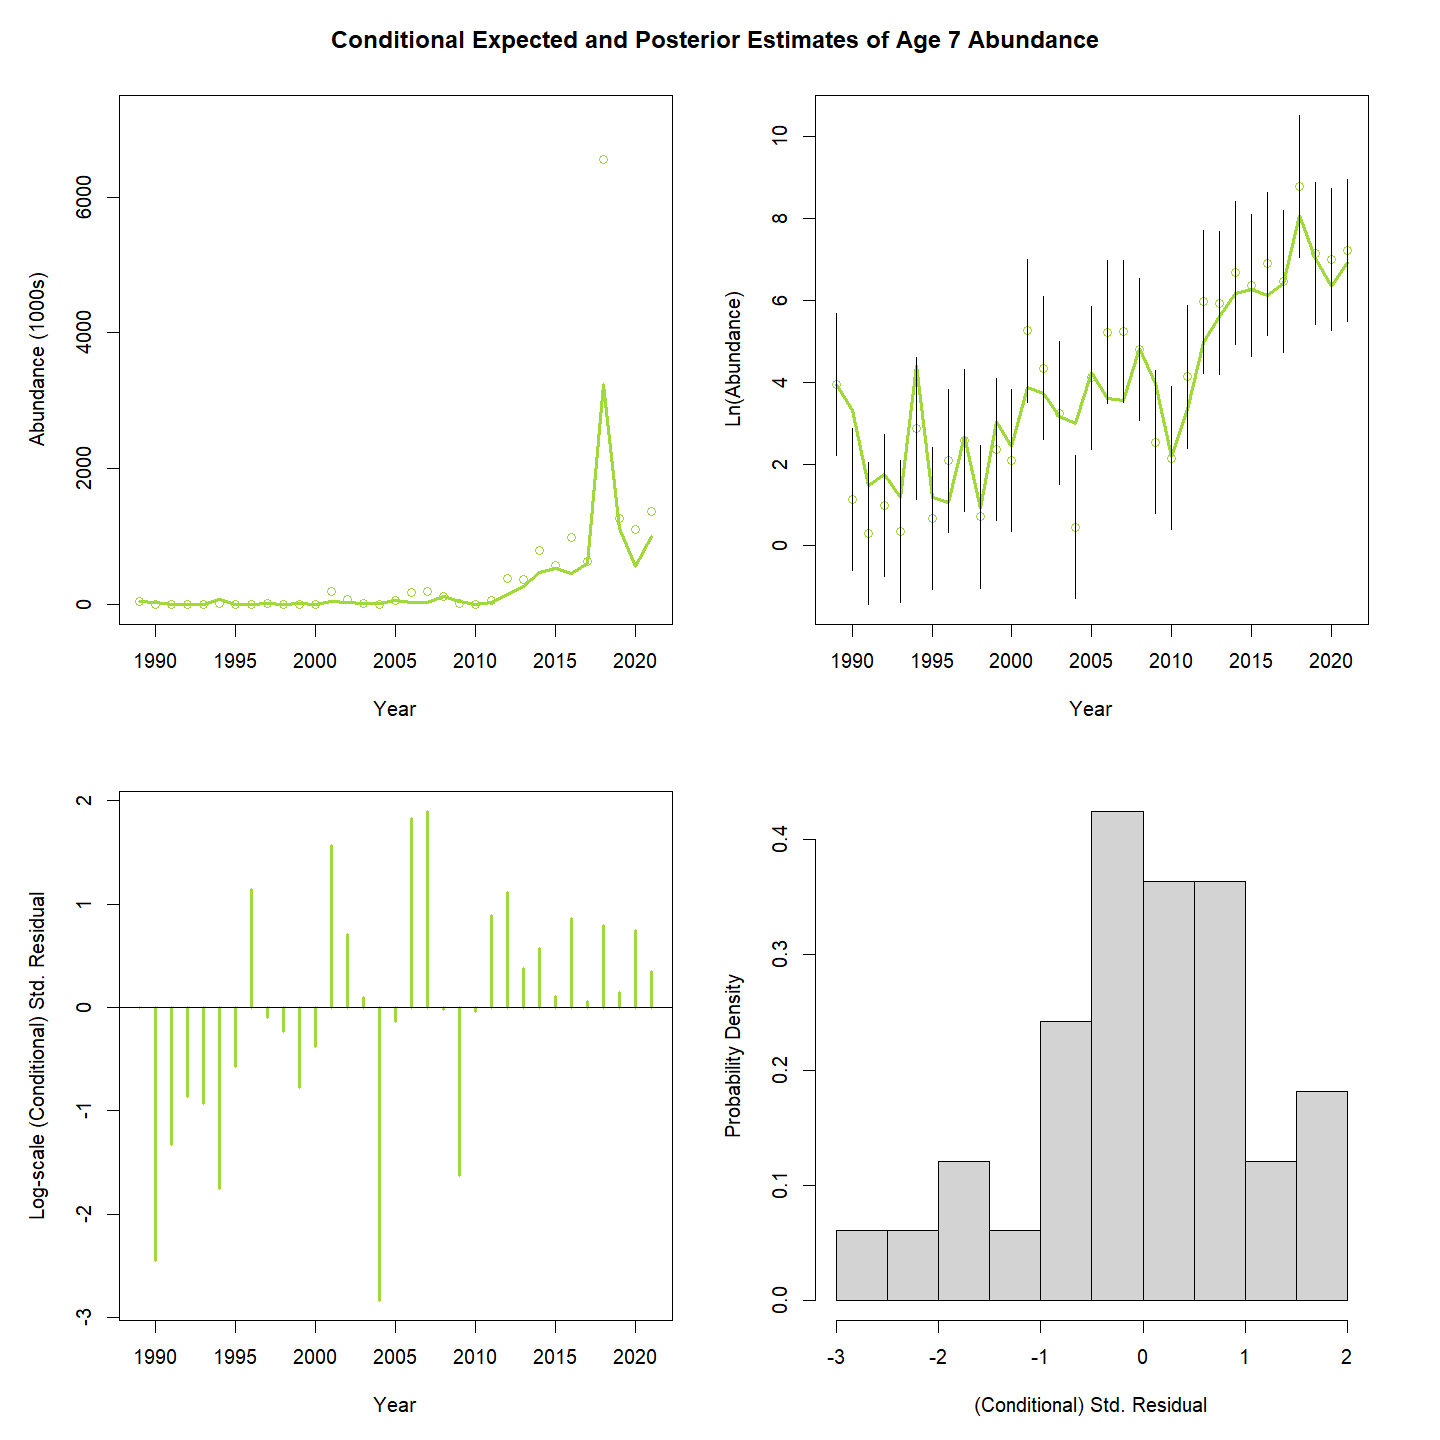 Conditional Expected and Posterior Estimates of Age 7 Abundance
Abundance (1000s)
6000
4000
2000
0
1990 1995 2000 2005 2010 2015 2020
Year
Ln(Abundance)
10
8
6
4
2
0
1990 1995 2000 2005 2010 2015 2020
Year
Log-scale (Conditional) Std. Residual
2
1
0
-1
-2
-3
1990 1995 2000 2005 2010 2015 2020
Year
Probability Density
0.4
0.3
0.2
0.1
0.0
-3 -2 -1 0 1 2
(Conditional) Std. Residual